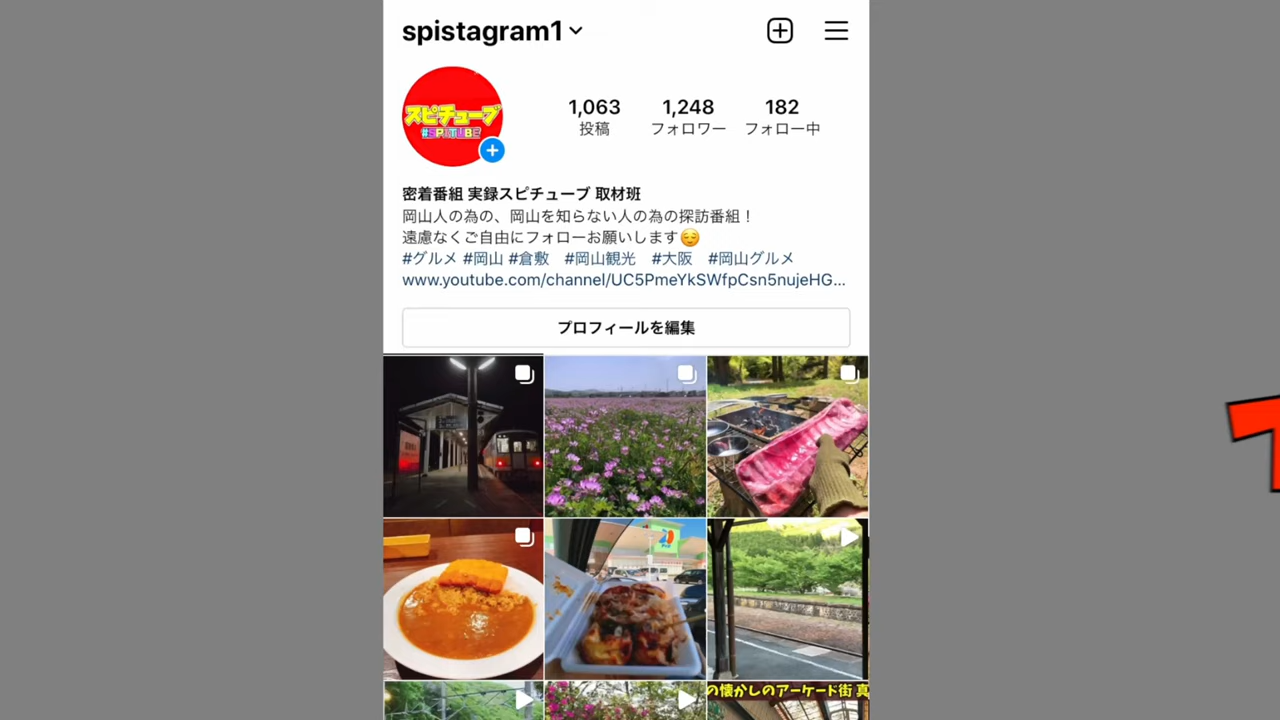 spistagram1
スピチューブ
#SPITUBE
1,063
投稿
1,248
フォロワー
182
フォロー中
密着番組 実録スピチューブ 取材班
岡山人の為の、岡山を知らない人の為の探訪番組！
遠慮なくご自由にフォローお願いします😌
#グルメ #岡山 #倉敷　#岡山観光　#大阪　#岡山グルメ
www.youtube.com/channel/UC5PmeYkSWfpCsn5nujeHG...
プロフィールを編集
の懐かしのアーケード街 真